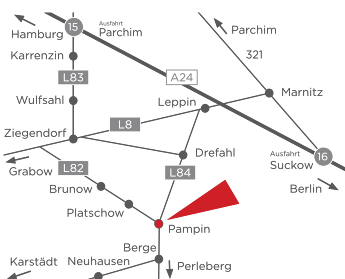 Hamburg
15
Ausfahrt
Parchim
Parchim
321
Karrenzin
L83
A24
Wulfsahl
Leppin
Marnitz
L8
Ziegendorf
Drefahl
Ausfahrt
Suckow
16
Grabow
L82
L84
Berlin
Brunow
Platschow
Pampin
Berge
Karstädt
Neuhausen
Perleberg